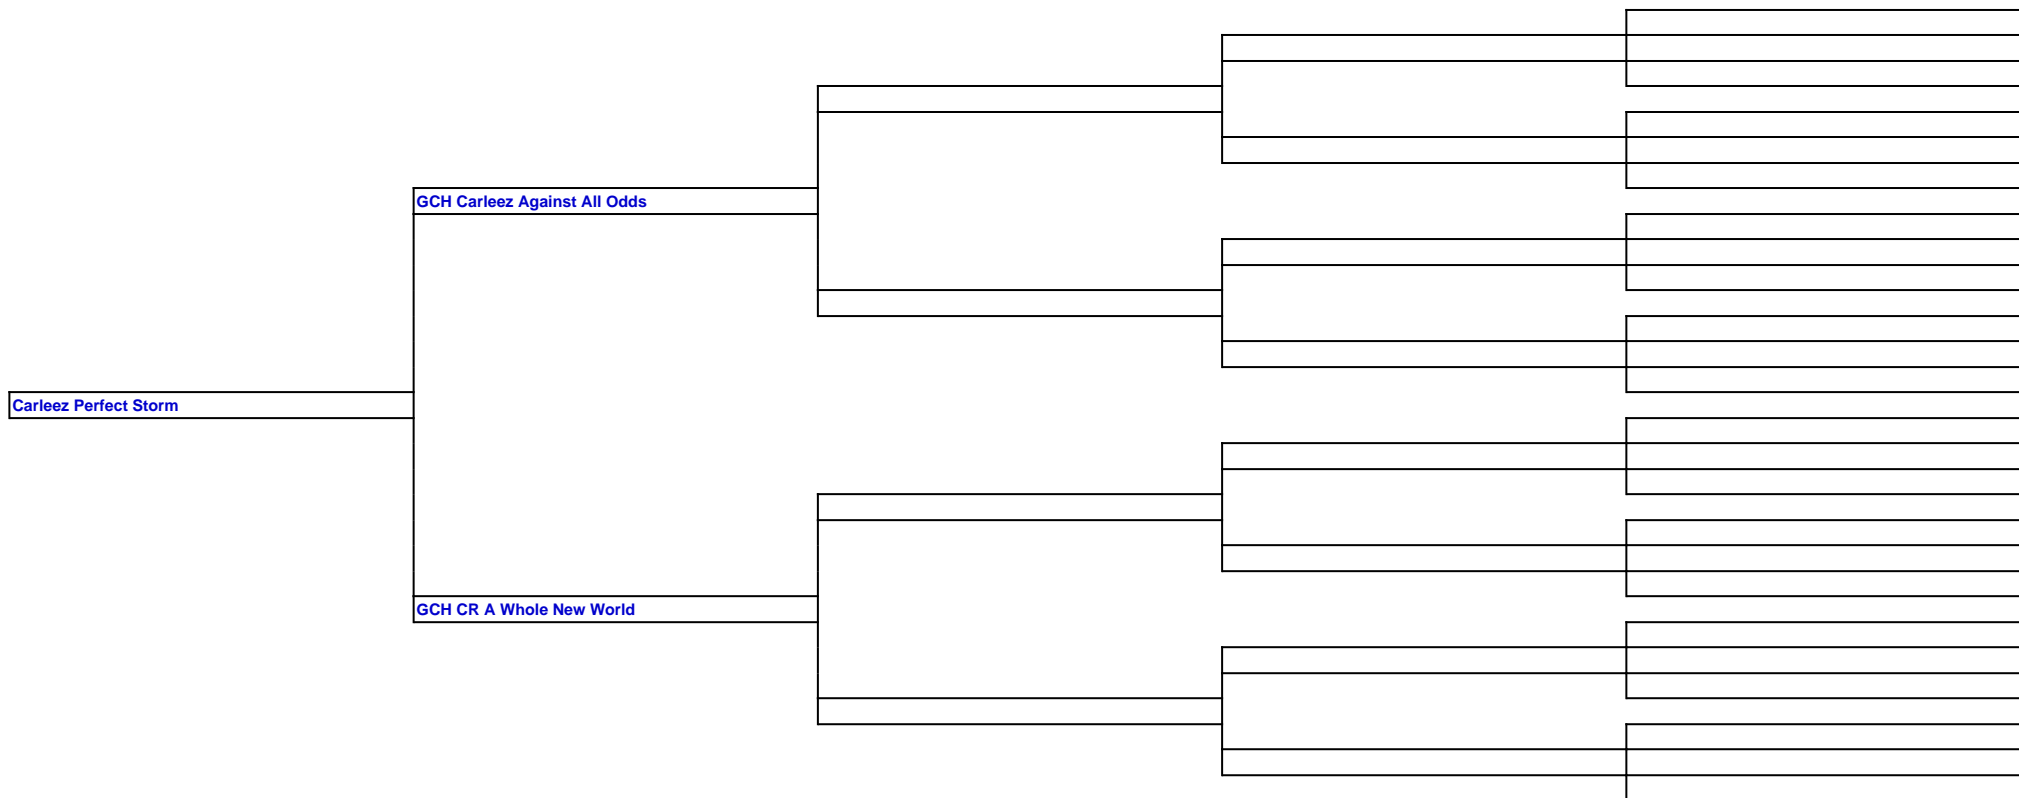 GCH Carleez Against All Odds
Carleez Perfect Storm
GCH CR A Whole New World